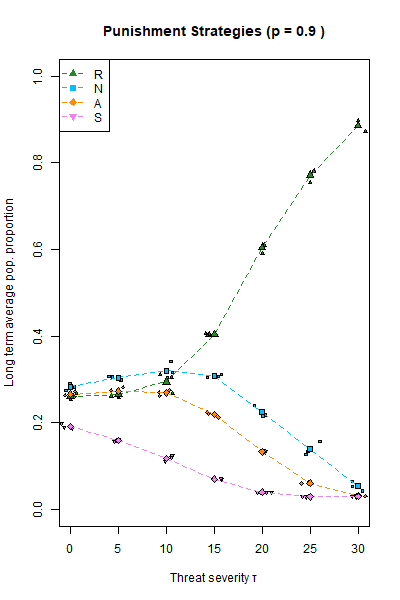 Punishment Strategies (p = 0.9 )
R
N
A
S
1.0
0.8
0.6
0.4
0.2
0.0
Long term average pop. proportion
0 5 10 15 20 25 30
Threat severity τ